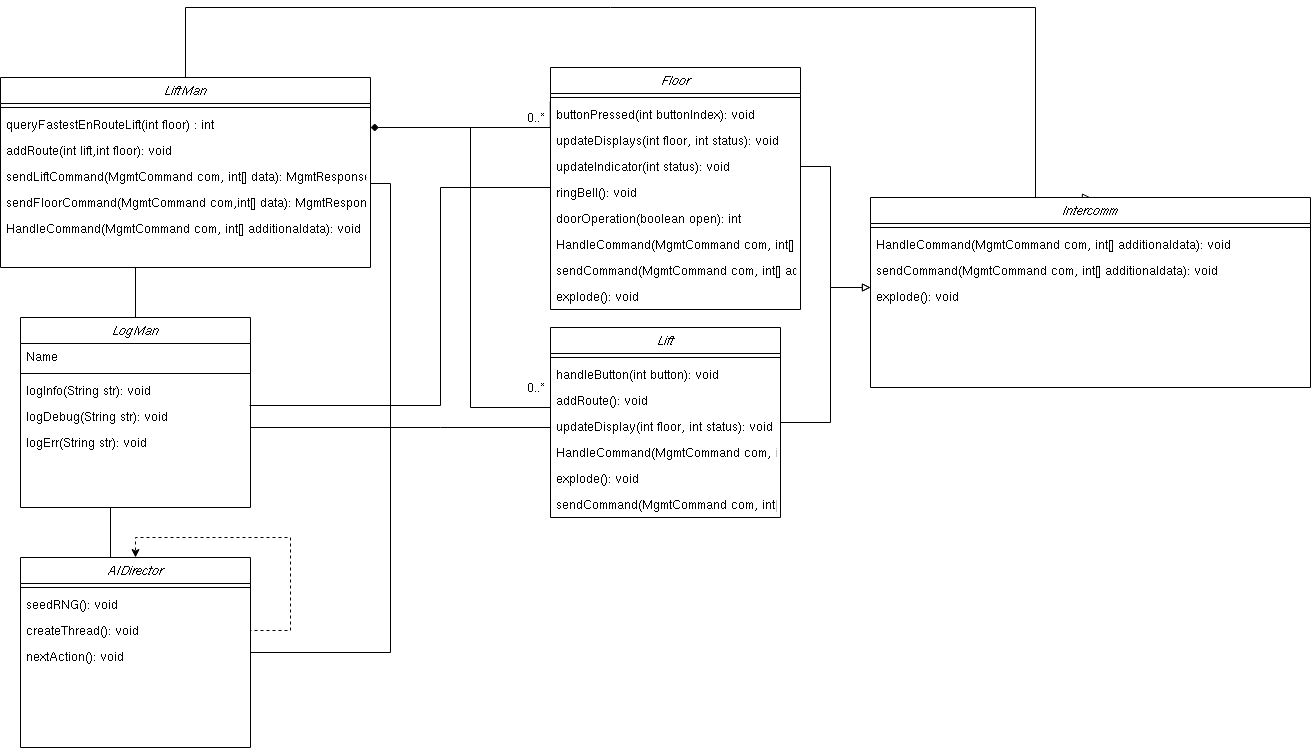 LiftMan
queryFastestEnRouteLift(int floor) : int
addRoute(int lift,int floor): void
sendLiftCommand(MgmtCommand com, int[] data): MgmtRespons
sendFloorCommand(MgmtCommand com,int[] data): MgmtRespon
HandleCommand(MgmtCommand com, int[] additionaldata): void
0..*
Floor
buttonPressed(int buttonIndex): void
updateDisplays(int floor, int status): void
updateIndicator(int status): void
ringBell(): void
doorOperation(boolean open): int
HandleCommand(MgmtCommand com, int[]
sendCommand(MgmtCommand com, int[] ad
explode(): void
Intercomm
HandleCommand(MgmtCommand com, int[] additionaldata): void
sendCommand(MgmtCommand com, int[] additionaldata): void
explode(): void
LogMan
Name
logInfo(String str): void
logDebug(String str): void
logErr(String str): void
0..*
Lift
handleButton(int button): void
addRoute(): void
updateDisplay(int floor, int status): void
HandleCommand(MgmtCommand com,
explode(): void
sendCommand(MgmtCommand com, int[
AIDirector
seedRNG(): void
createThread(): void
nextAction(): void